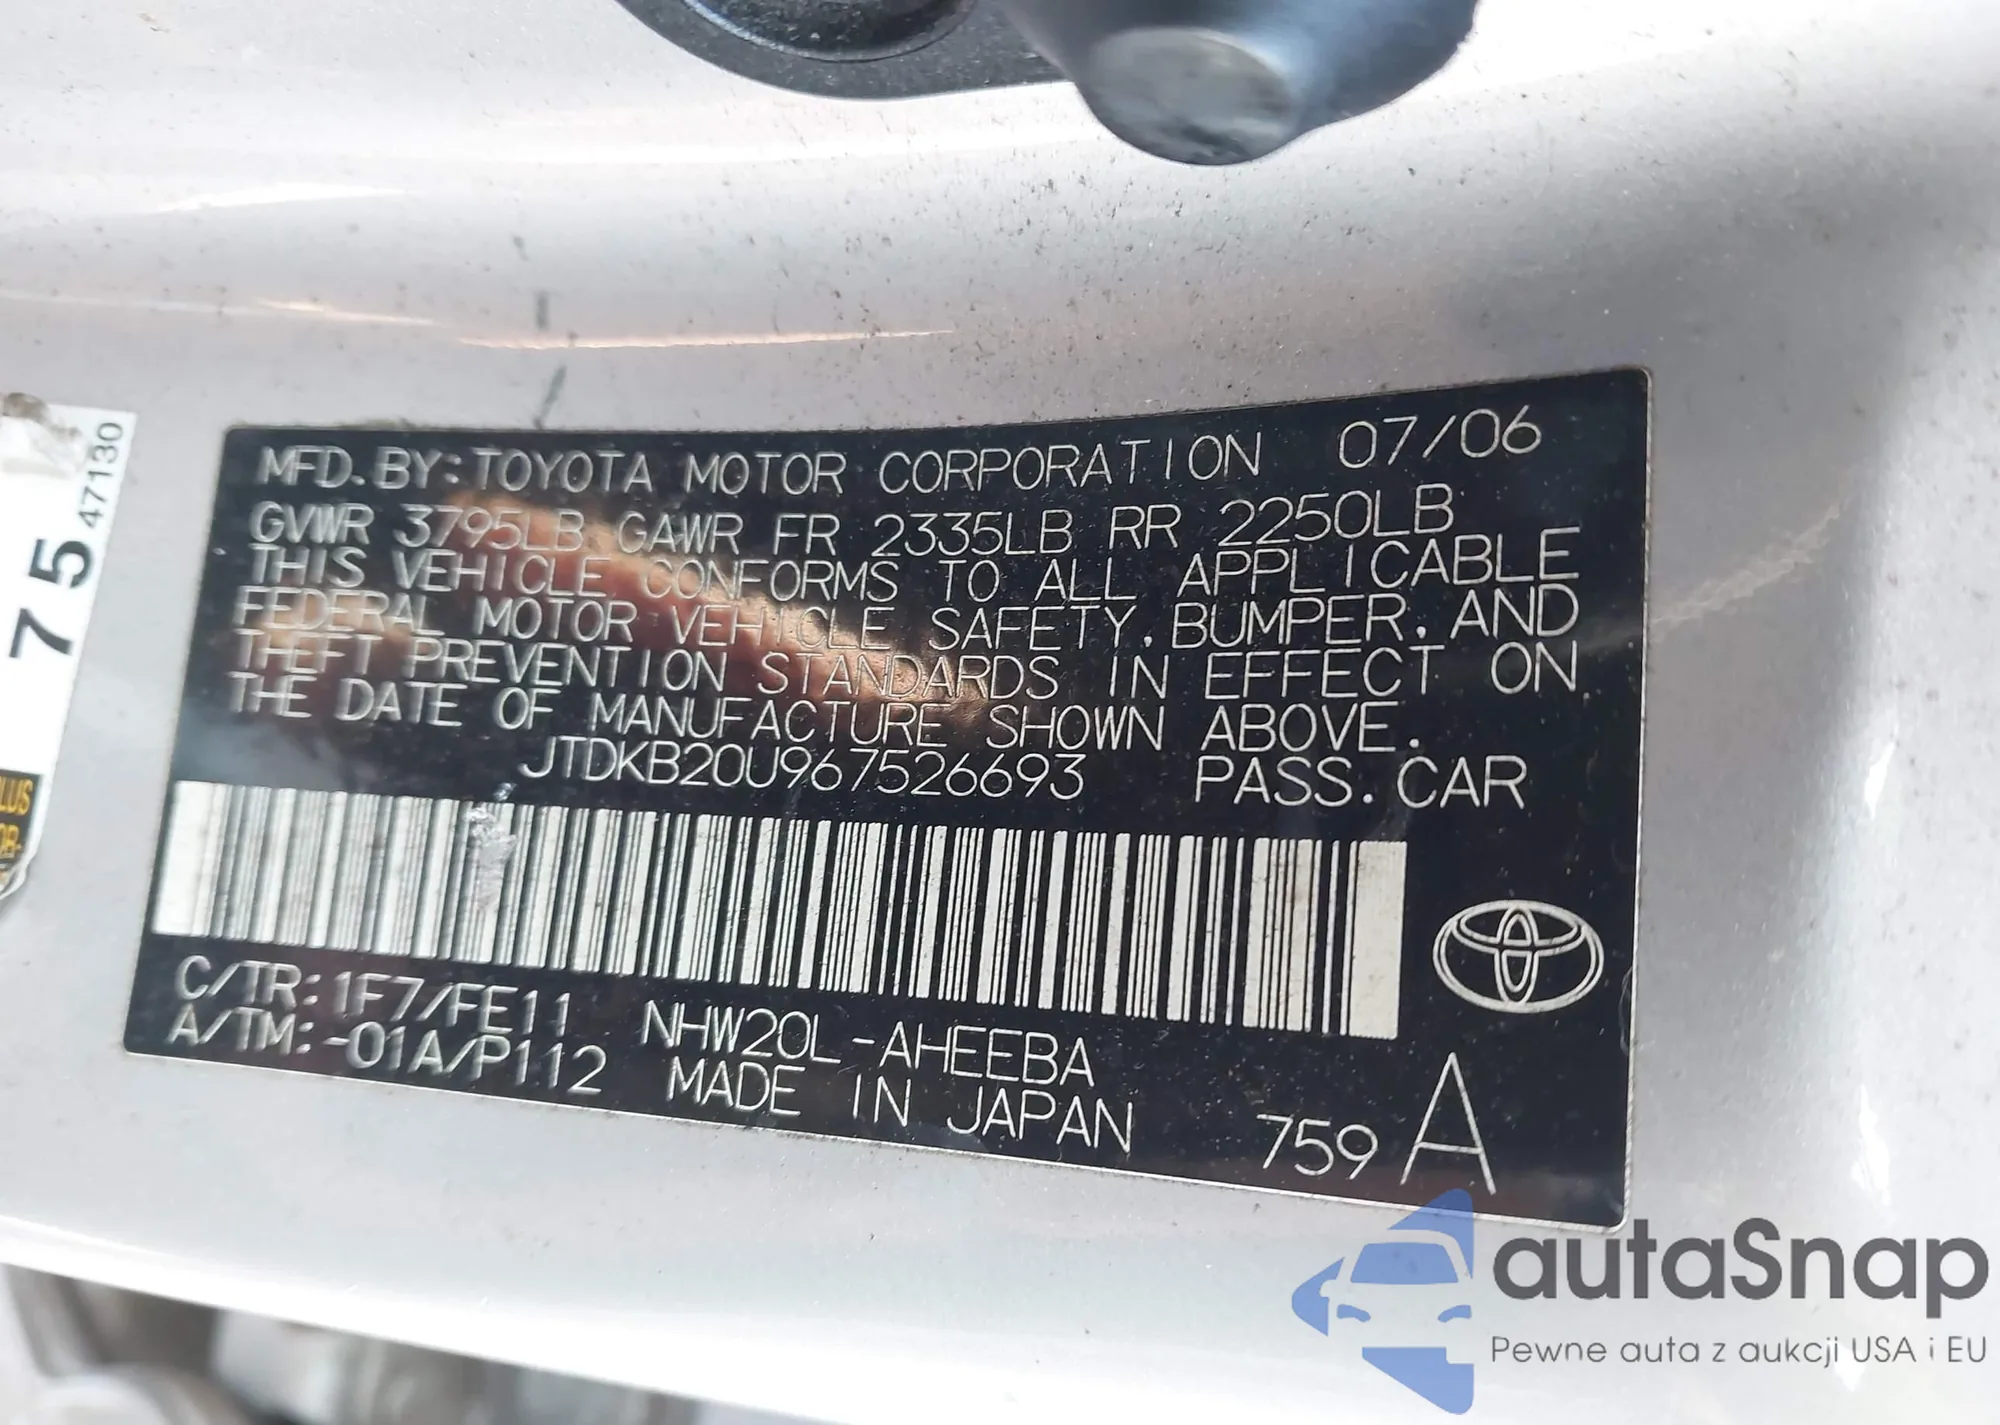 MFD. BY: TOYOTA MOTOR CORPORATION 07/06
GVWR 3795LB GAWR FR 2335LB RR 2250LB
THIS VEHICLE CONFORMS TO ALL APPLICABLE
FEDERAL MOTOR VEHICLE SAFETY, BUMPER, AND
THEFT PREVENTION STANDARDS IN EFFECT ON
THE DATE OF MANUFACTURE SHOWN ABOVE.
JTDKB20U967526693 PASS. CAR
C/TR: 1F7/FE11 NHW20L-AHEEBA
A/TM: -01A/P112 MADE IN JAPAN
759 A
75
47130
autaSnap
Pewne auta z aukcji USA i EU